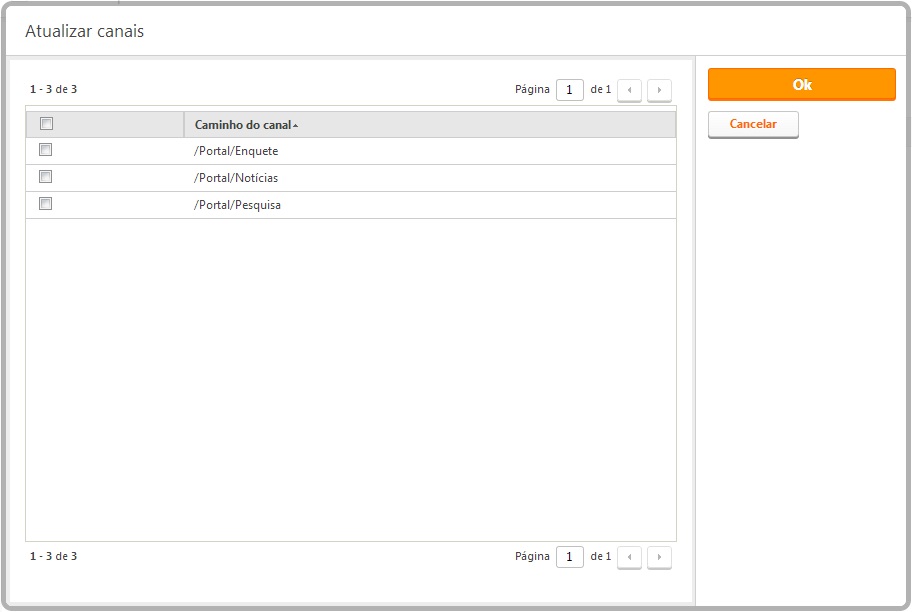 Atualizar canais
1 - 3 de 3
Página 1 de 1
Ok
Cancelar
Caminho do canal
/Portal/Enquete
/Portal/Notícias
/Portal/Pesquisa
1 - 3 de 3
Página 1 de 1